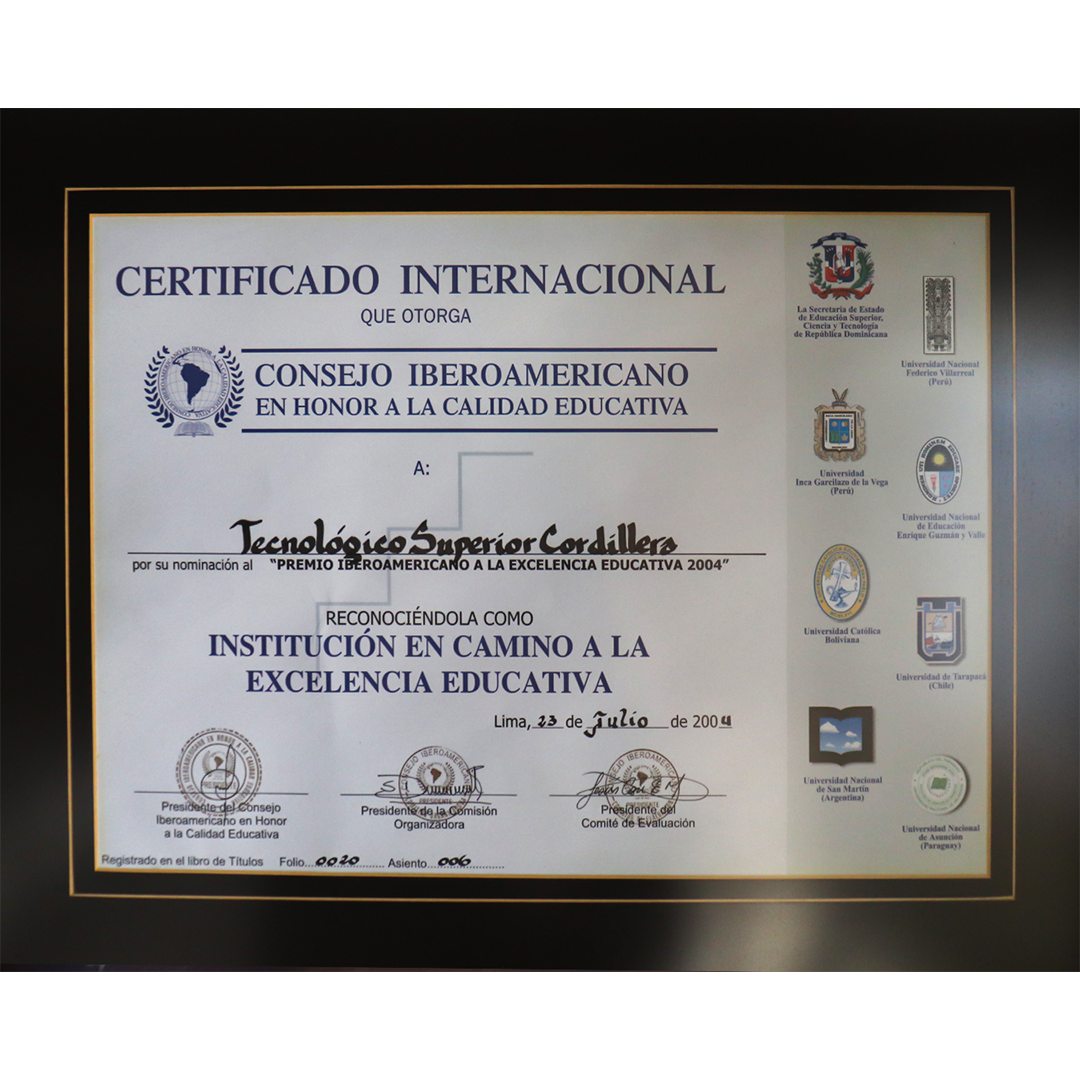 CERTIFICADO INTERNACIONAL
QUE OTORGA
CONSEJO IBEROAMERICANO
EN HONOR A LA CALIDAD EDUCATIVA
A:
Tecnológico Superior Cordillera
por su nominación al "PREMIO IBEROAMERICANO A LA EXCELENCIA EDUCATIVA 2004"
RECONOCIÉNDOLA COMO
INSTITUCIÓN EN CAMINO A LA
EXCELENCIA EDUCATIVA
Lima, 23 de Julio de 2004
Presidente del Consejo
Iberoamericano en Honor
a la Calidad Educativa
Presidente de la Comisión
Organizadora
Presidente del
Comité de Evaluación
Registrado en el libro de Títulos Folio....0020.......... Asiento...006..........
La Secretaria de Estado
de Educación Superior,
Ciencia y Tecnología
de República Dominicana
Universidad Nacional
Federico Villarreal
(Perú)
Universidad
Inca Garcilazo de la Vega
(Perú)
Universidad Nacional
de Educación
Enrique Guzmán y Valle
Universidad Católica
Boliviana
Universidad de Tarapacá
(Chile)
Universidad Nacional
de San Martín
(Argentina)
Universidad Nacional
de Asunción
(Paraguay)